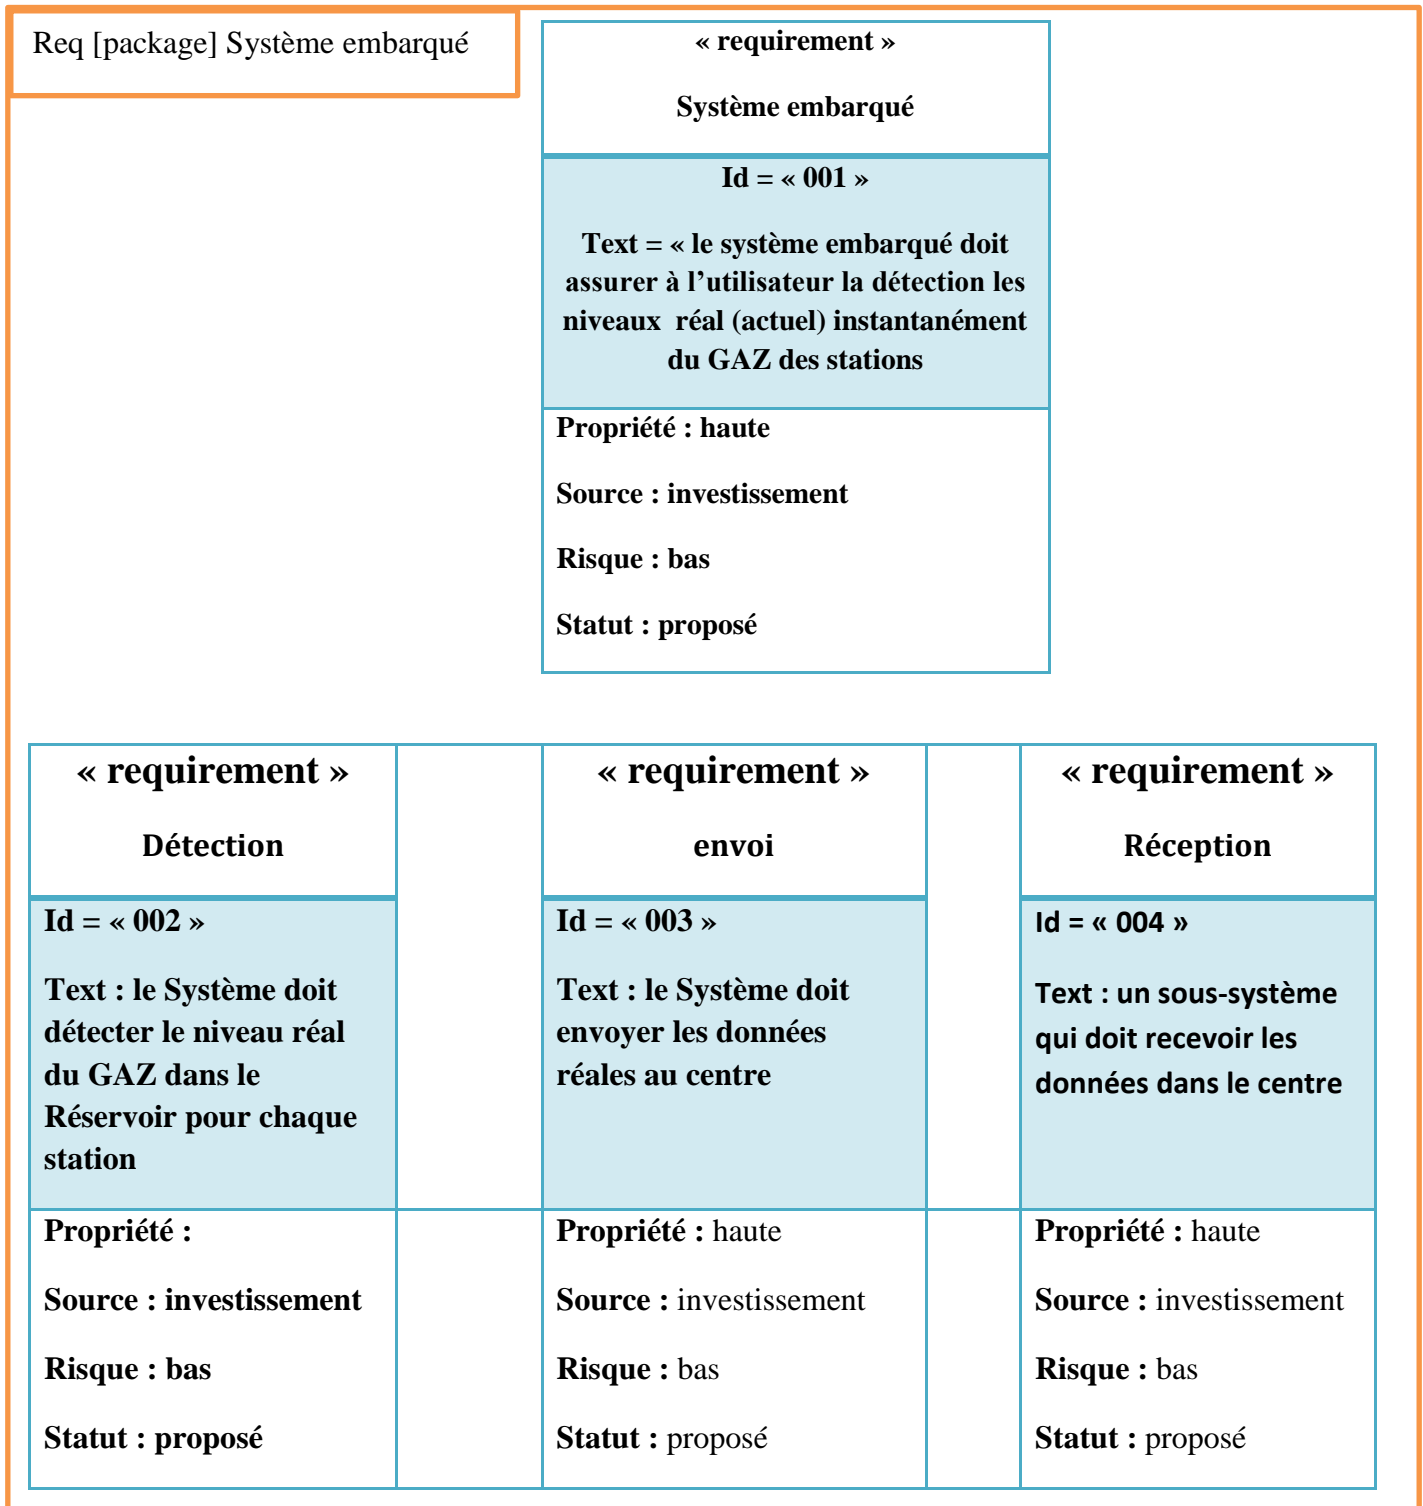 Req [package] Système embarqué
« requirement »
Système embarqué
Id = « 001 »
Text = « le système embarqué doit
assurer à l’utilisateur la détection les
niveaux  réal (actuel) instantanément
du GAZ des stations
Propriété : haute
Source : investissement
Risque : bas
Statut : proposé
« requirement »
Détection
Id = « 002 »
Text : le Système doit
détecter le niveau réal
du GAZ dans le
Réservoir pour chaque
station
Propriété :
Source : investissement
Risque : bas
Statut : proposé
« requirement »
envoi
Id = « 003 »
Text : le Système doit
envoyer les données
réales au centre
Propriété : haute
Source : investissement
Risque : bas
Statut : proposé
« requirement »
Réception
Id = « 004 »
Text : un sous-système
qui doit recevoir les
données dans le centre
Propriété : haute
Source : investissement
Risque : bas
Statut : proposé